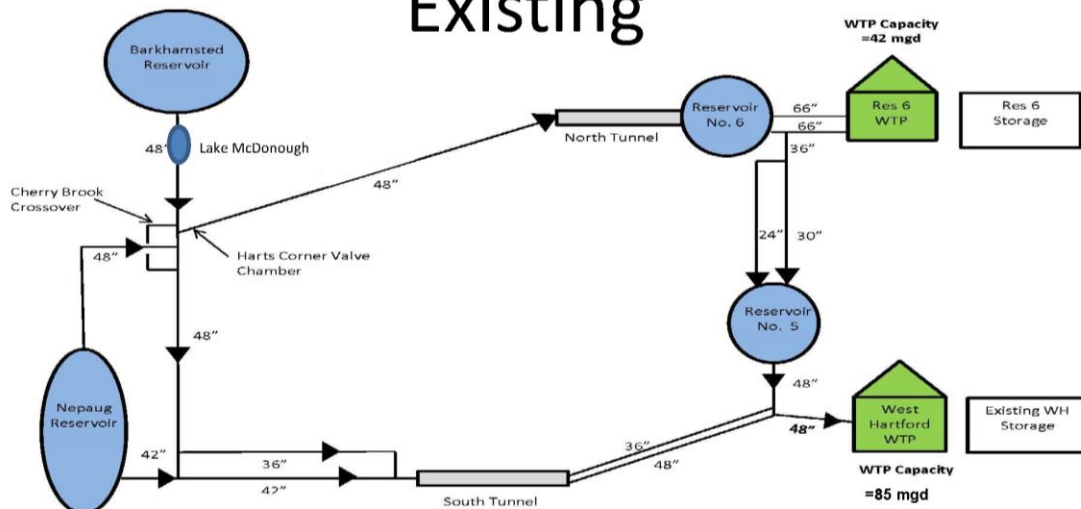 Existing
WTP Capacity
=42 mgd
Barkhamsted
Reservoir
Reservoir
No. 6
66”
66”
Res 6
WTP
Res 6
Storage
North Tunnel
36”
48’
Lake McDonough
48”
Cherry Brook
Crossover
24”
30”
48”
Harts Corner Valve
Chamber
Reservoir
No. 5
48”
48”
Nepaug
Reservoir
West
Hartford
WTP
Existing WH
Storage
48”
36”
48”
42”
36”
42”
WTP Capacity
=85 mgd
South Tunnel